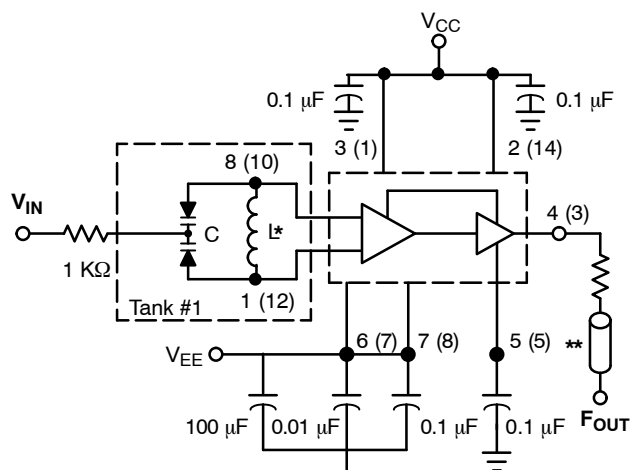 VCC
0.1 μF
0.1 μF
3 (1)
2 (14)
8 (10)
VIN
4 (3)
C
L*
1 KΩ
1 (12)
Tank #1
**
VEE
6 (7)
7 (8)
5 (5)
FOUT
100 μF
0.01 μF
0.1 μF
0.1 μF